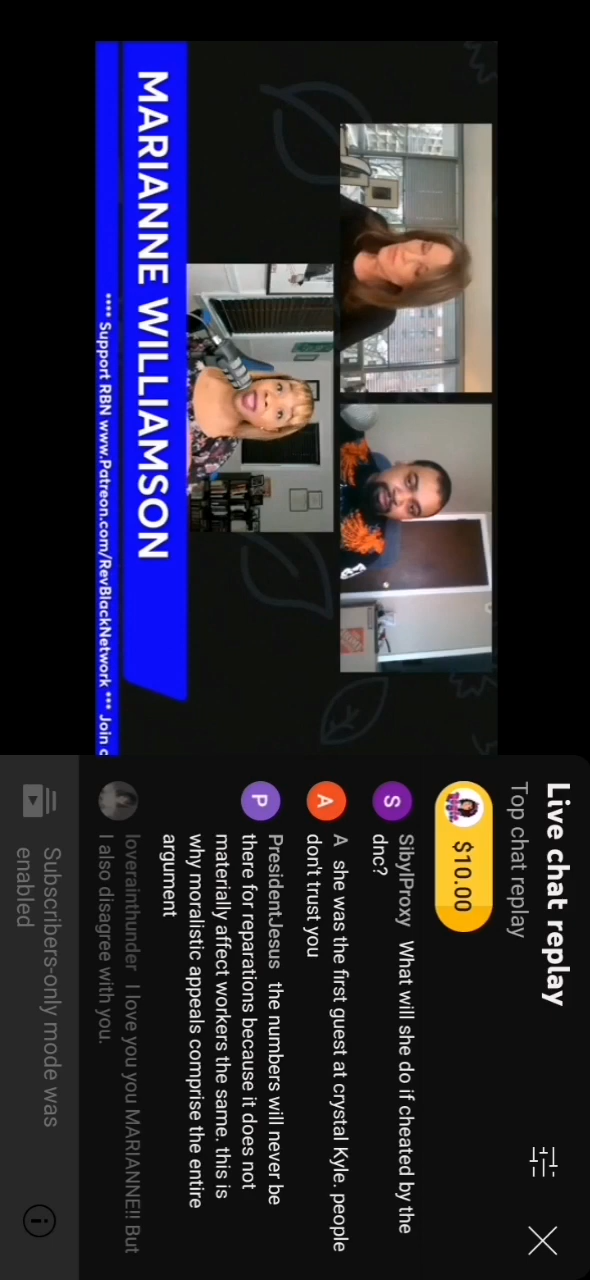 MARIANNE WILLIAMSON
**** Support RBN www.Patreon.com/RevBlackNetwork *** Join
Live chat replay
Top chat replay
$10.00
S SibylProxy What will she do if cheated by the
dnc?
A A she was the first guest at crystal Kyle. people
don't trust you
P PresidentJesus the numbers will never be
there for reparations because it does not
materially affect workers the same. this is
why moralistic appeals comprise the entire
argument
loverainthunder I love you you MARIANNE!! But
I also disagree with you.
Subscribers-only mode was
enabled